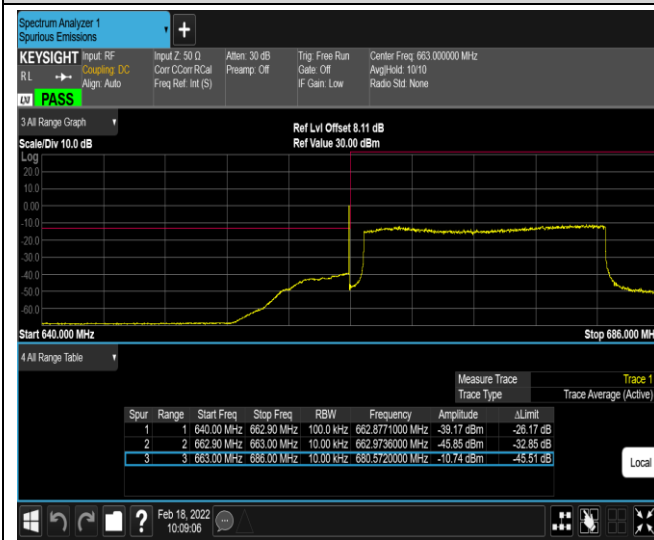 Spectrum Analyzer 1
Spurious Emissions
+
KEYSIGHT Input: RF Input Z: 50 Ω Atten: 30 dB Trig: Free Run Center Freq: 663.000000 MHz
R L Coupling: DC Corr CCorr RCal Preamp: Off Gate: Off Avg|Hold: 10/10
Align: Auto Freq Ref: Int (S) IF Gain: Low Radio Std: None
LXI PASS
3 All Range Graph
Ref Lvl Offset 8.11 dB
Scale/Div 10.0 dB Ref Value 30.00 dBm
Log
20.0
10.0
0.00
-10.0
-20.0
-30.0
-40.0
-50.0
-60.0
Start 640.000 MHz Stop 686.000 MH
4 All Range Table
Measure Trace Trace 1
Trace Type Trace Average (Active)
Spur Range Start Freq Stop Freq RBW Frequency Amplitude ΔLimit
1 1 640.00 MHz 662.90 MHz 100.0 kHz 662.8771000 MHz -39.17 dBm -26.17 dB
2 2 662.90 MHz 663.00 MHz 10.00 kHz 662.9736000 MHz -45.85 dBm -32.85 dB
3 3 663.00 MHz 686.00 MHz 10.00 kHz 680.5720000 MHz -10.74 dBm -45.51 dB
Local
? Feb 18, 2022
10:09:06